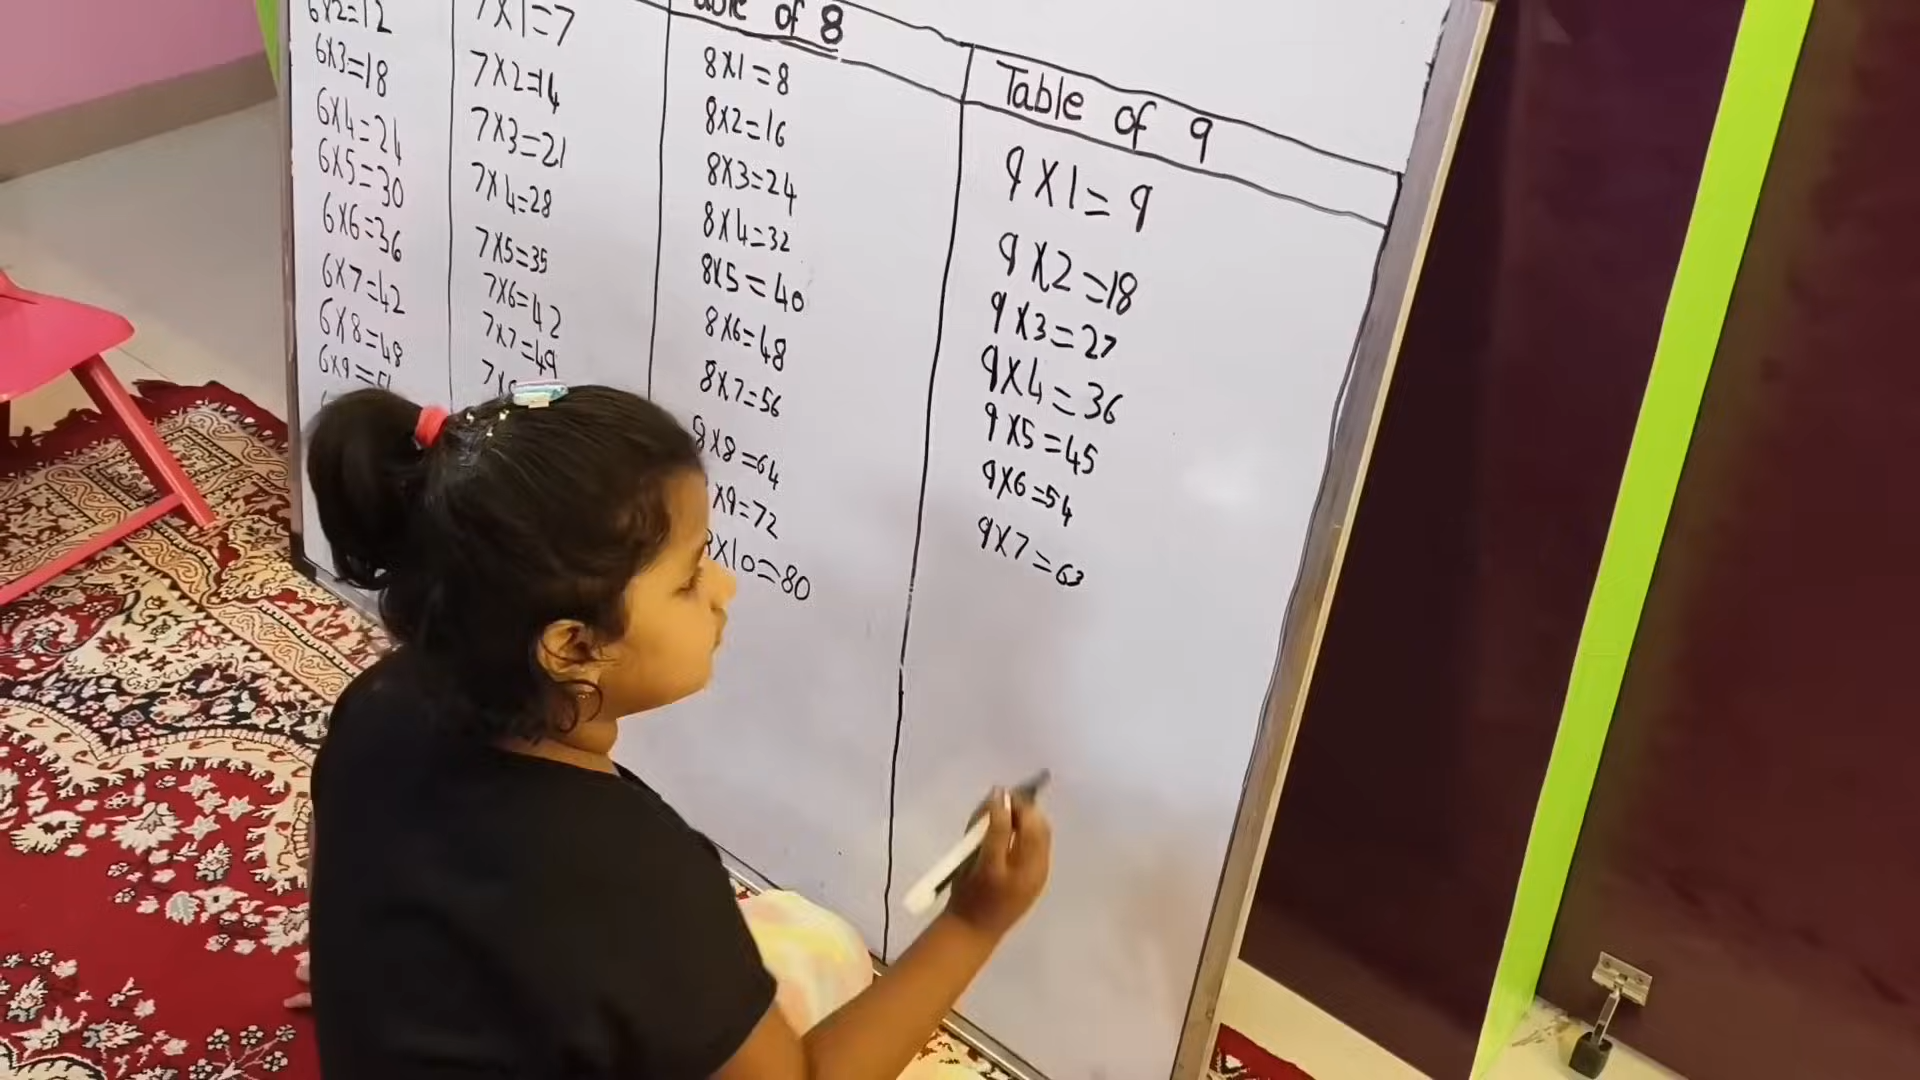 6X2=12
6X3=18
6X4=24
6X5=30
6X6=36
6X7=42
6X8=48
6X9=54
7X1=7
7X2=14
7X3=21
7X4=28
7X5=35
7X6=42
7X7=49
of 8
8X1=8
8X2=16
8X3=24
8X4=32
8X5=40
8X6=48
8X7=56
8X8=64
X9=72
X10=80
Table of 9
9X1=9
9X2=18
9X3=27
9X4=36
9X5=45
9X6=54
9X7=63